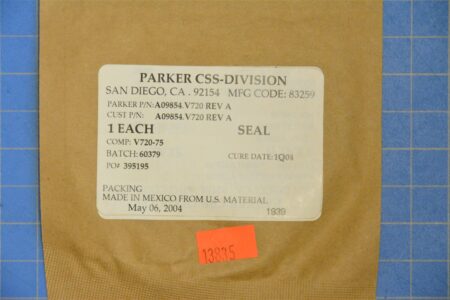 PARKER CSS-DIVISION
SAN DIEGO, CA . 92154 MFG CODE: 83259
PARKER P/N: A09854.V720 REV A
CUST P/N: A09854.V720 REV A
1 EACH SEAL
COMP: V720-75
BATCH: 60379 CURE DATE: 1Q04
PO# 395195
PACKING
MADE IN MEXICO FROM U.S. MATERIAL
May 06, 2004 1939
13835